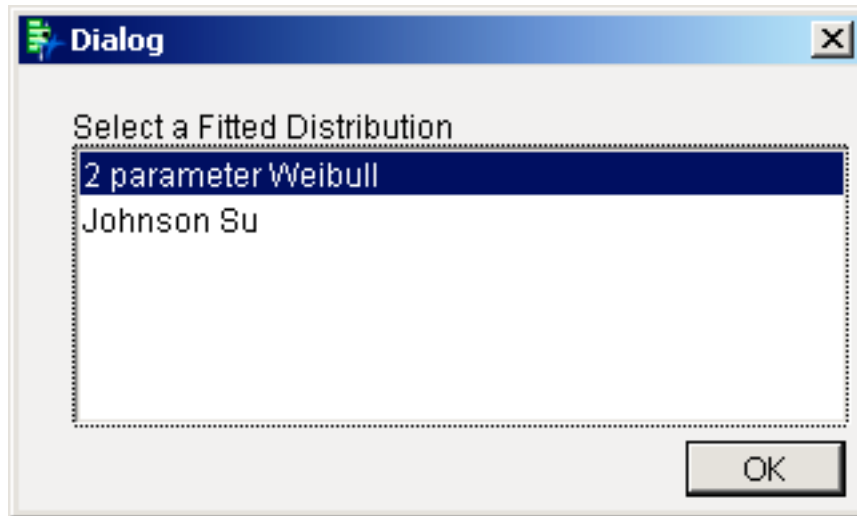 Dialog
Select a Fitted Distribution
2 parameter Weibull
Johnson Su
OK